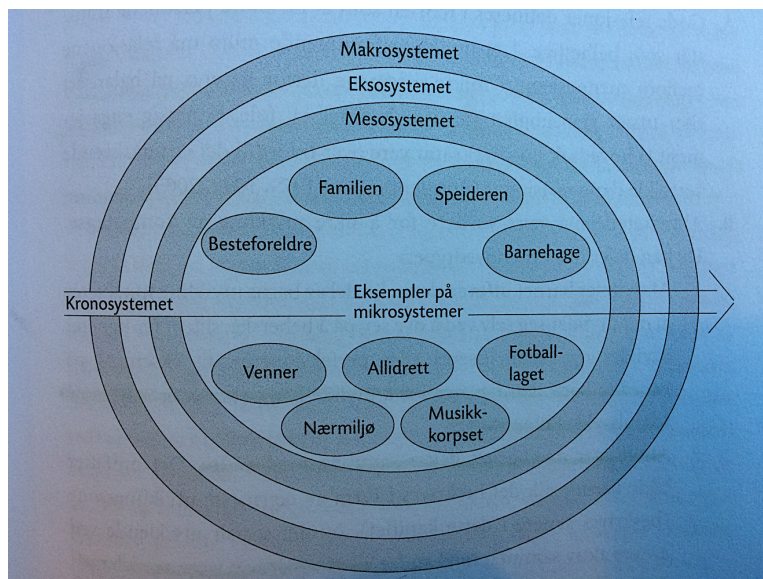 Makrosystemet
Eksosystemet
Mesosystemet
Familien
Speideren
Besteforeldre
Barnehage
Kronosystemet
Eksempler på
mikrosystemer
Venner
Allidrett
Fotball-
laget
Nærmiljø
Musikk-
korpset